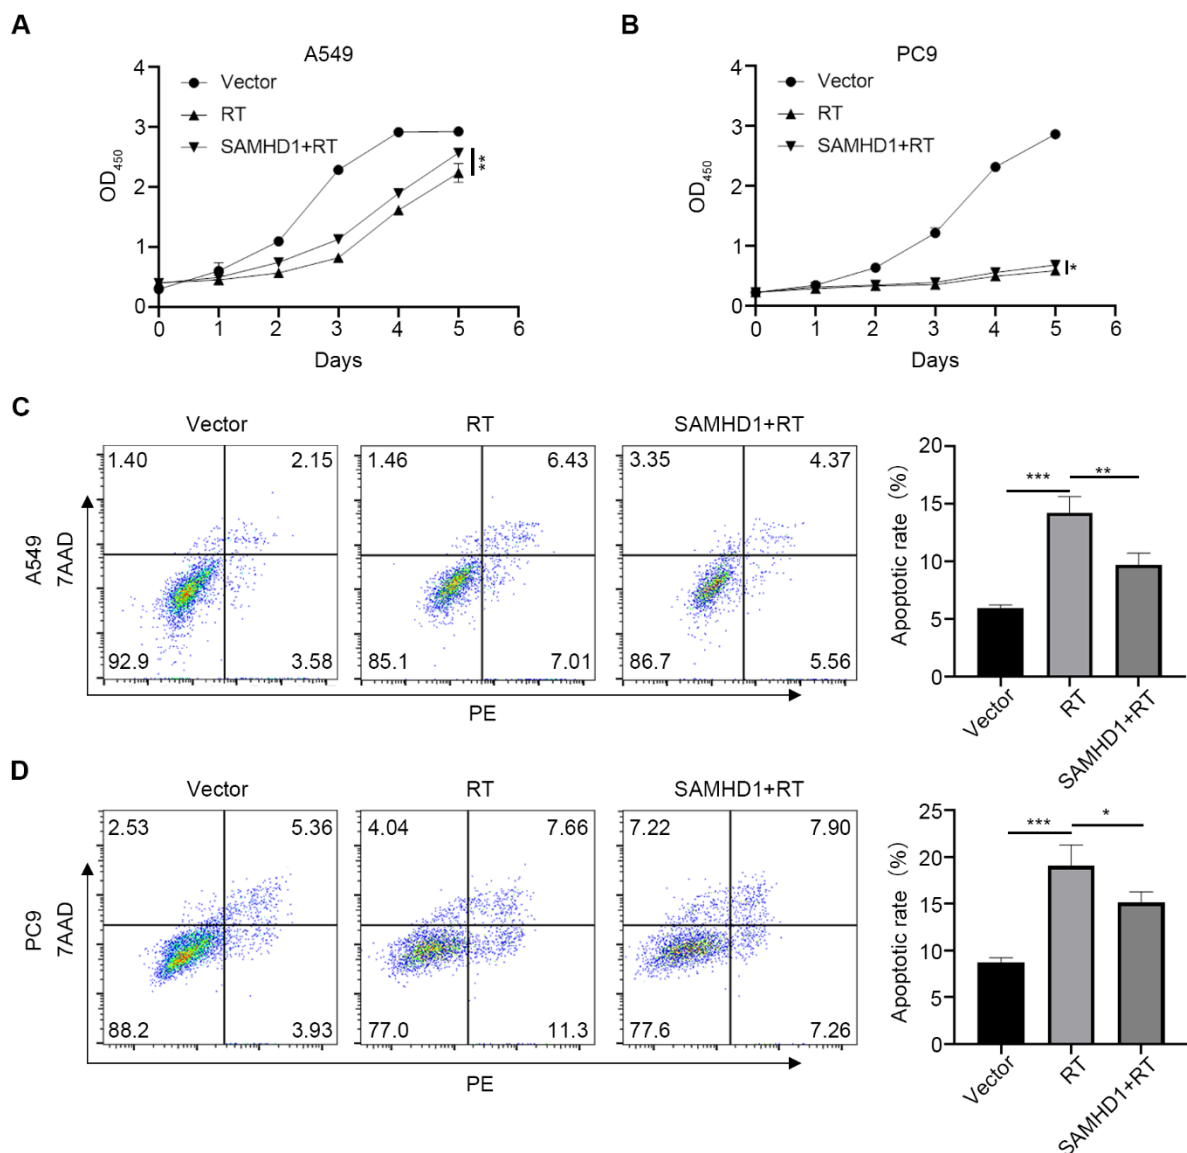 A
A549
Vector
RT
SAMHD1+RT
4
3
2
1
0
OD450
0 1 2 3 4 5 6
Days
**
B
PC9
Vector
RT
SAMHD1+RT
4
3
2
1
0
OD450
0 1 2 3 4 5 6
Days
*
C
Vector RT SAMHD1+RT
A549
7AAD
1.40 2.15
92.9 3.58
1.46 6.43
85.1 7.01
3.35 4.37
86.7 5.56
PE
Apoptotic rate (%)
20
15
10
5
0
*** **
Vector
RT
SAMHD1+RT
D
Vector RT SAMHD1+RT
PC9
7AAD
2.53 5.36
88.2 3.93
4.04 7.66
77.0 11.3
7.22 7.90
77.6 7.26
PE
Apoptotic rate (%)
25
20
15
10
5
0
*** *
Vector
RT
SAMHD1+RT